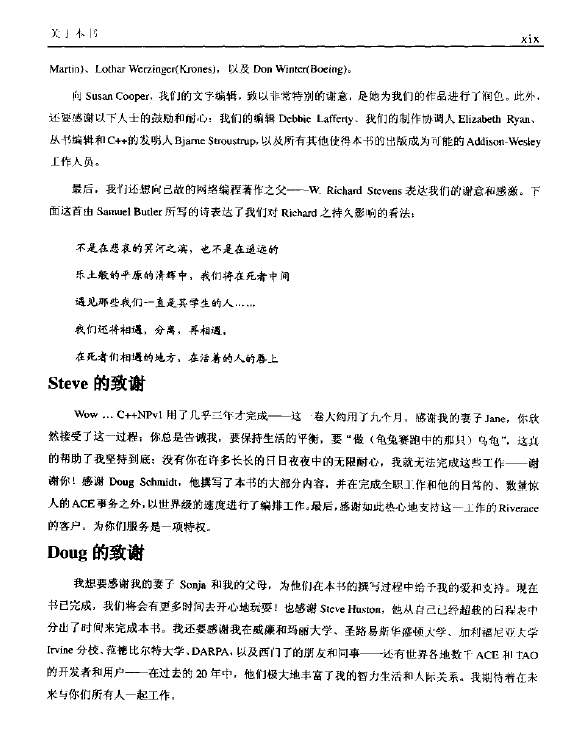 关于本书
xix
Martin)、Lothar Werzinger(Krones)，以及 Don Winter(Boeing)。
向 Susan Cooper，我们的文字编辑，致以非常特别的谢意，是她为我们的作品进行了润色。此外，
还要感谢以下人士的鼓励和耐心：我们的编辑 Debbie Lafferty、我们的制作协调人 Elizabeth Ryan、
丛书编辑和 C++的发明人 Bjarne Stroustrup，以及所有其他使得本书的出版成为可能的 Addison-Wesley
工作人员。
最后，我们还想向已故的网络编程著作之父——W. Richard Stevens 表达我们的谢意和感激。下
面这首由 Samuel Butler 所写的诗表达了我们对 Richard 之持久影响的看法：
不是在悲哀的冥河之滨，也不是在遥远的
乐土般的平原的清辉中，我们将在死者中间
遇见那些我们一直是其学生的人……
我们还将相遇，分离，再相遇。
在死者们相遇的地方，在活着的人的唇上
Steve 的致谢
Wow … C++NPv1 用了几乎三年才完成——这一卷大约用了九个月。感谢我的妻子 Jane，你欣
然接受了这一过程；你总是告诫我，要保持生活的平衡，要“做（龟兔赛跑中的那只）乌龟”，这真
的帮助了我坚持到底；没有你在许多长长的日日夜夜中的无限耐心，我就无法完成这些工作——谢
谢你！感谢 Doug Schmidt，他撰写了本书的大部分内容，并在完成全职工作和他的日常的、数量惊
人的 ACE 事务之外，以世界级的速度进行了编排工作。最后，感谢如此热心地支持这一工作的 Riverace
的客户。为你们服务是一项特权。
Doug 的致谢
我想要感谢我的妻子 Sonja 和我的父母，为他们在本书的撰写过程中给予我的爱和支持。现在
书已完成，我们将会有更多时间去开心地玩耍！也感谢 Steve Huston，他从自己已经超载的日程表中
分出了时间来完成本书。我还要感谢我在威廉和玛丽大学、圣路易斯华盛顿大学、加利福尼亚大学
Irvine 分校、范德比尔特大学、DARPA，以及西门子的朋友和同事——还有世界各地数千 ACE 和 TAO
的开发者和用户——在过去的 20 年中，他们极大地丰富了我的智力生活和人际关系。我期待着在未
来与你们所有人一起工作。